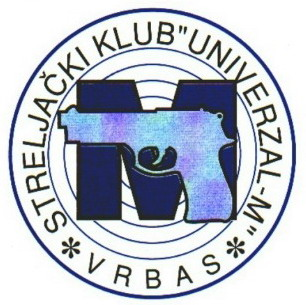 STRELJAČKI KLUB "UNIVERZAL-M"
* VRBAS *
M